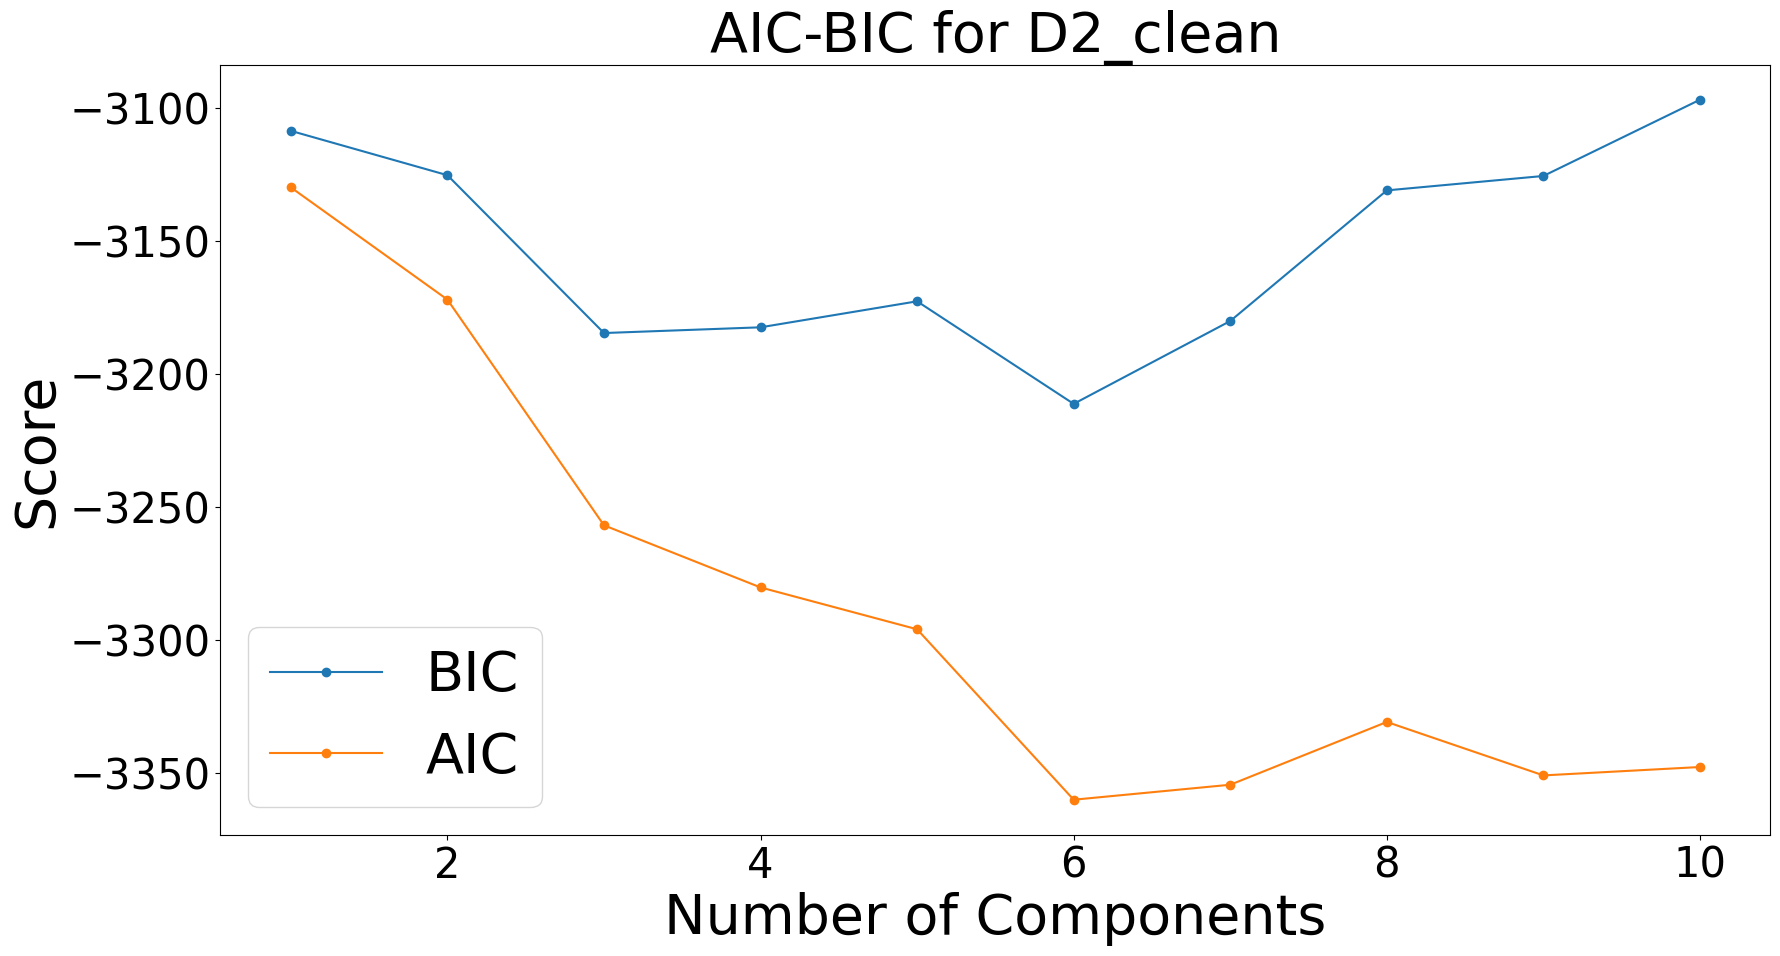 AIC-BIC for D2_clean
−3100
−3150
−3200
−3250
−3300
−3350
Score
BIC
AIC
2 4 6 8 10
Number of Components